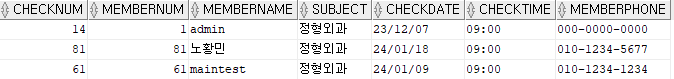 CHECKNUM MEMBERNUM MEMBERNAME SUBJECT CHECKDATE CHECKTIME MEMBERPHONE
14 1 admin 정형외과 23/12/07 09:00 000-0000-0000
81 81 노황민 정형외과 24/01/18 09:00 010-1234-5677
61 61 maintest 정형외과 24/01/09 09:00 010-1234-1234